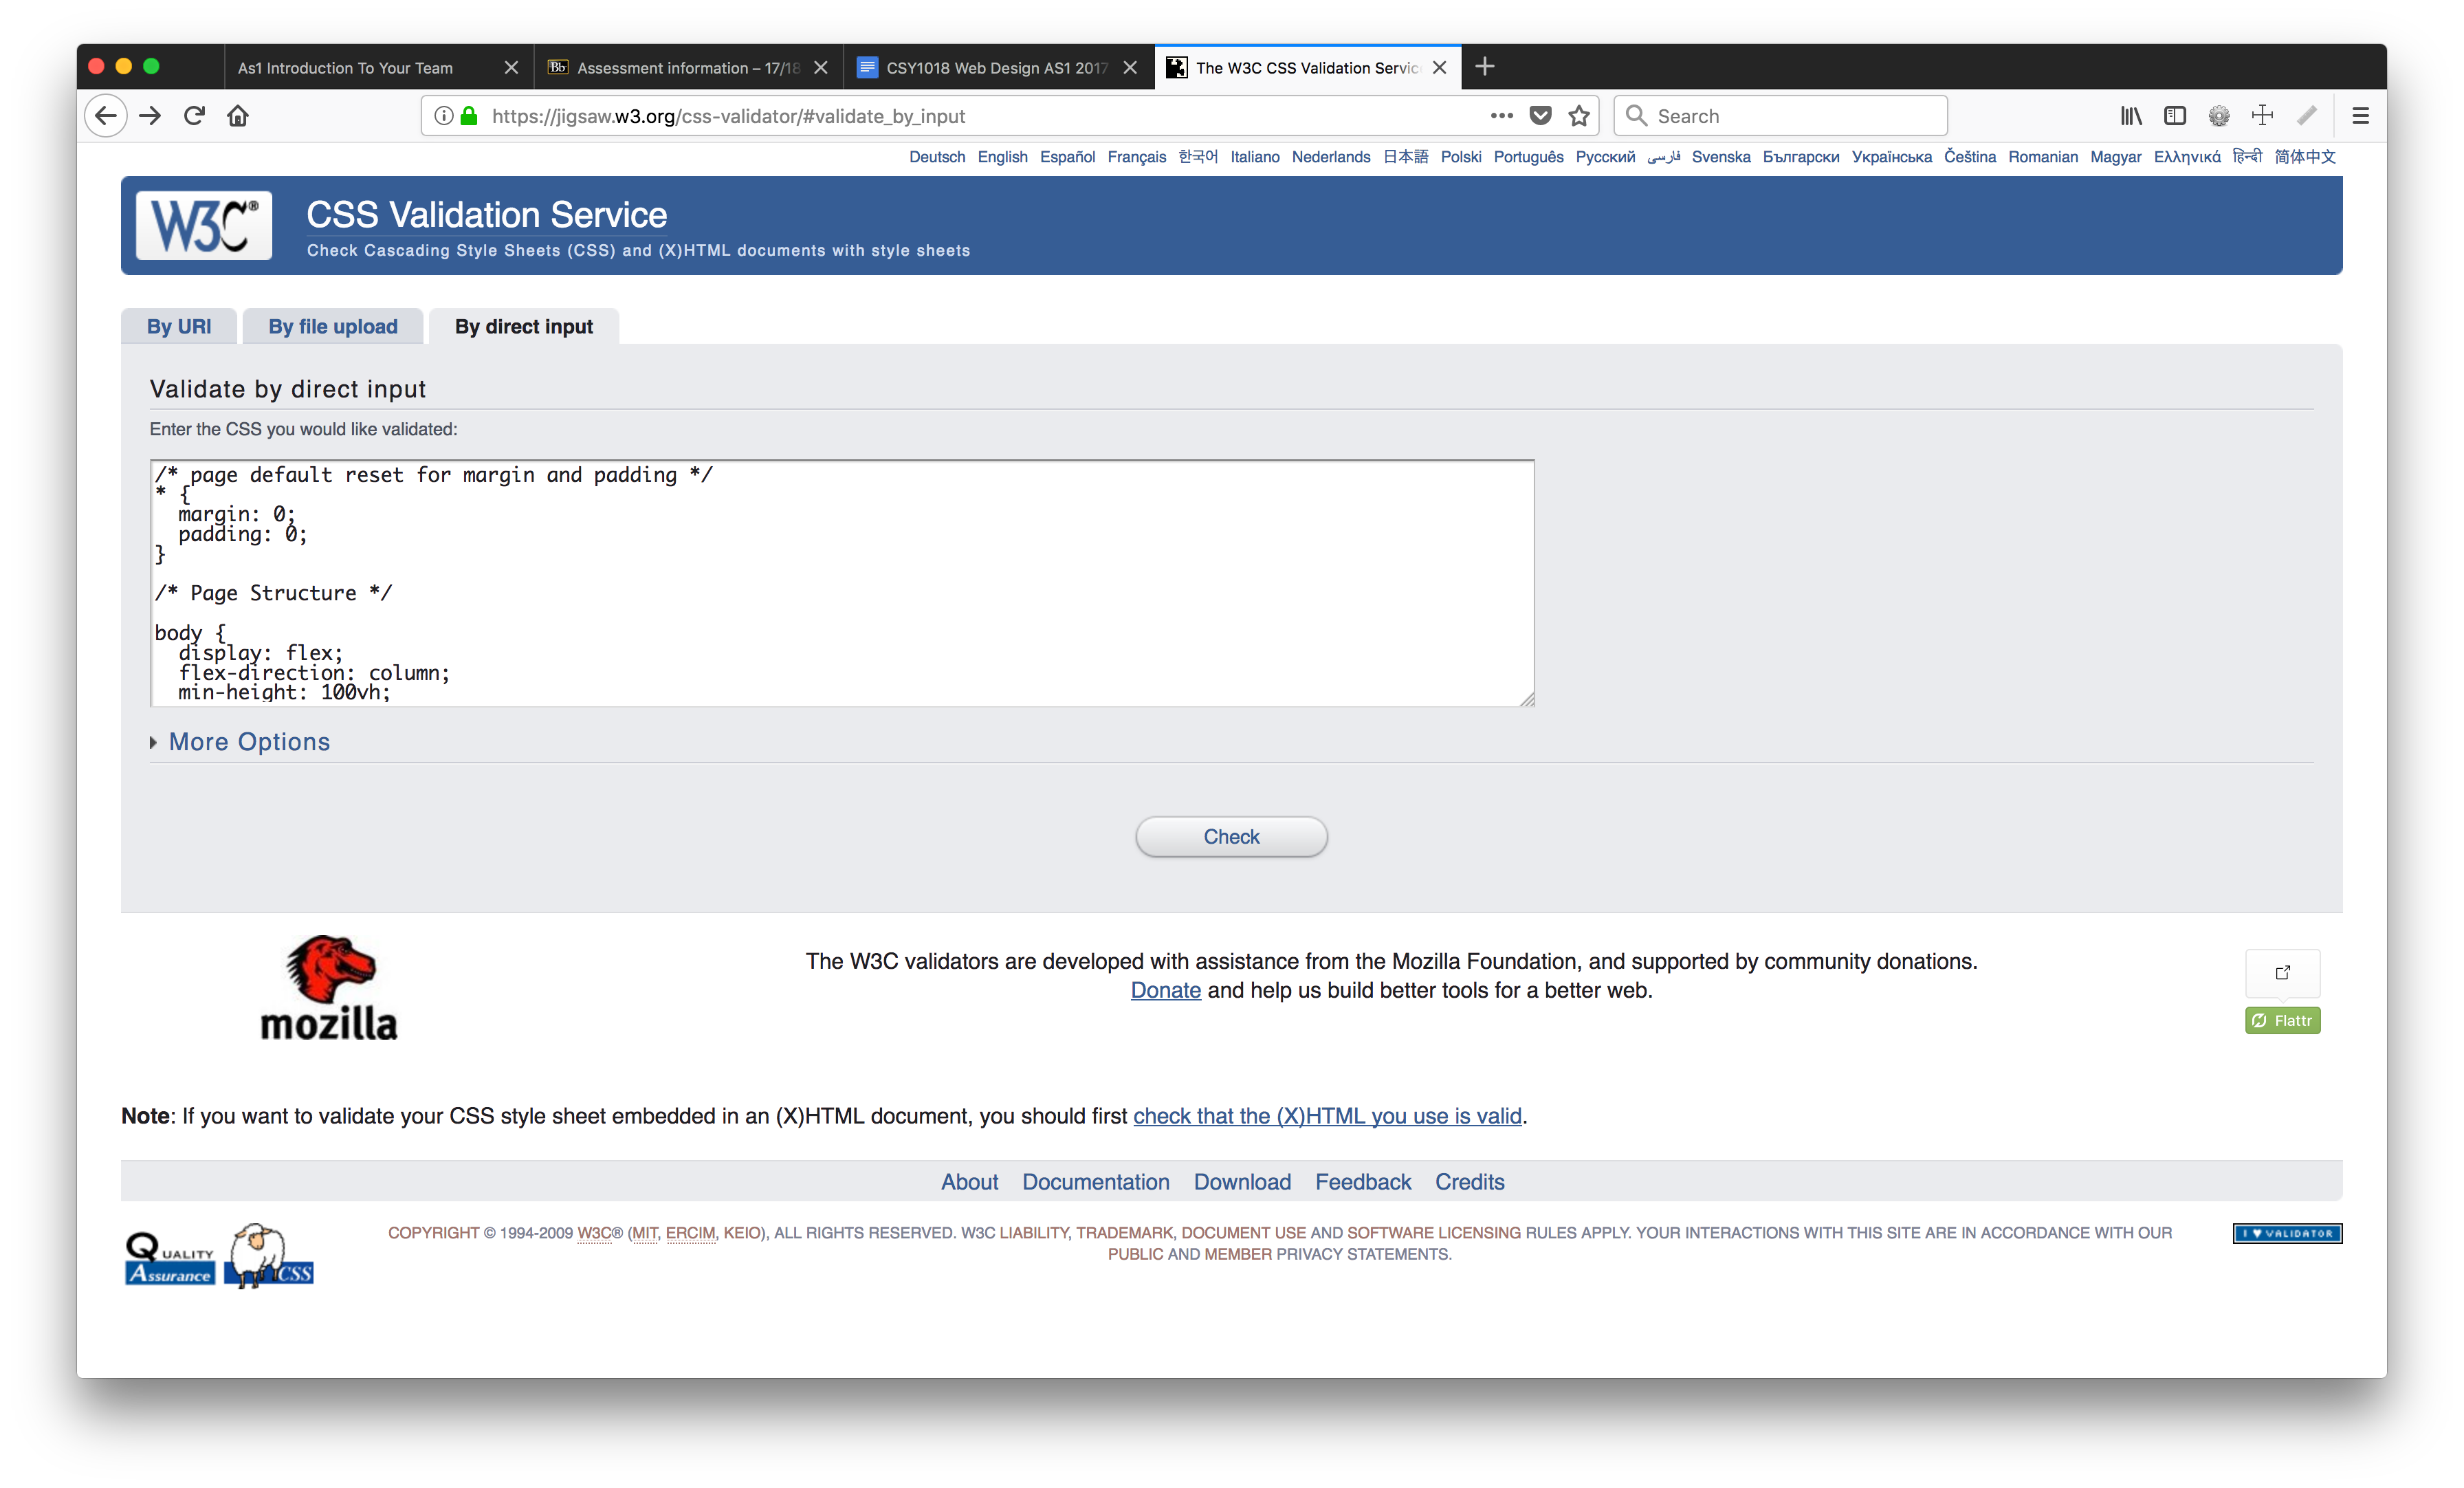 As1 Introduction To Your Team
Bb Assessment information – 17/18
CSY1018 Web Design AS1 2017
The W3C CSS Validation Servic
https://jigsaw.w3.org/css-validator/#validate_by_input
Search
Deutsch English Español Français 한국어 Italiano Nederlands 日本語 Polski Português Русский فارسی Svenska Български Українська Čeština Romanian Magyar Ελληνικά हिन्दी 简体中文
W3C®
CSS Validation Service
Check Cascading Style Sheets (CSS) and (X)HTML documents with style sheets
By URI
By file upload
By direct input
Validate by direct input
Enter the CSS you would like validated:
/* page default reset for margin and padding */
* {
  margin: 0;
  padding: 0;
}
/* Page Structure */
body {
  display: flex;
  flex-direction: column;
  min-height: 100vh;
More Options
Check
mozilla
The W3C validators are developed with assistance from the Mozilla Foundation, and supported by community donations.
Donate and help us build better tools for a better web.
Flattr
Note: If you want to validate your CSS style sheet embedded in an (X)HTML document, you should first check that the (X)HTML you use is valid.
About Documentation Download Feedback Credits
QUALITY
Assurance
CSS
COPYRIGHT © 1994-2009 W3C® (MIT, ERCIM, KEIO), ALL RIGHTS RESERVED. W3C LIABILITY, TRADEMARK, DOCUMENT USE AND SOFTWARE LICENSING RULES APPLY. YOUR INTERACTIONS WITH THIS SITE ARE IN ACCORDANCE WITH OUR
PUBLIC AND MEMBER PRIVACY STATEMENTS.
I ♥ VALIDATOR